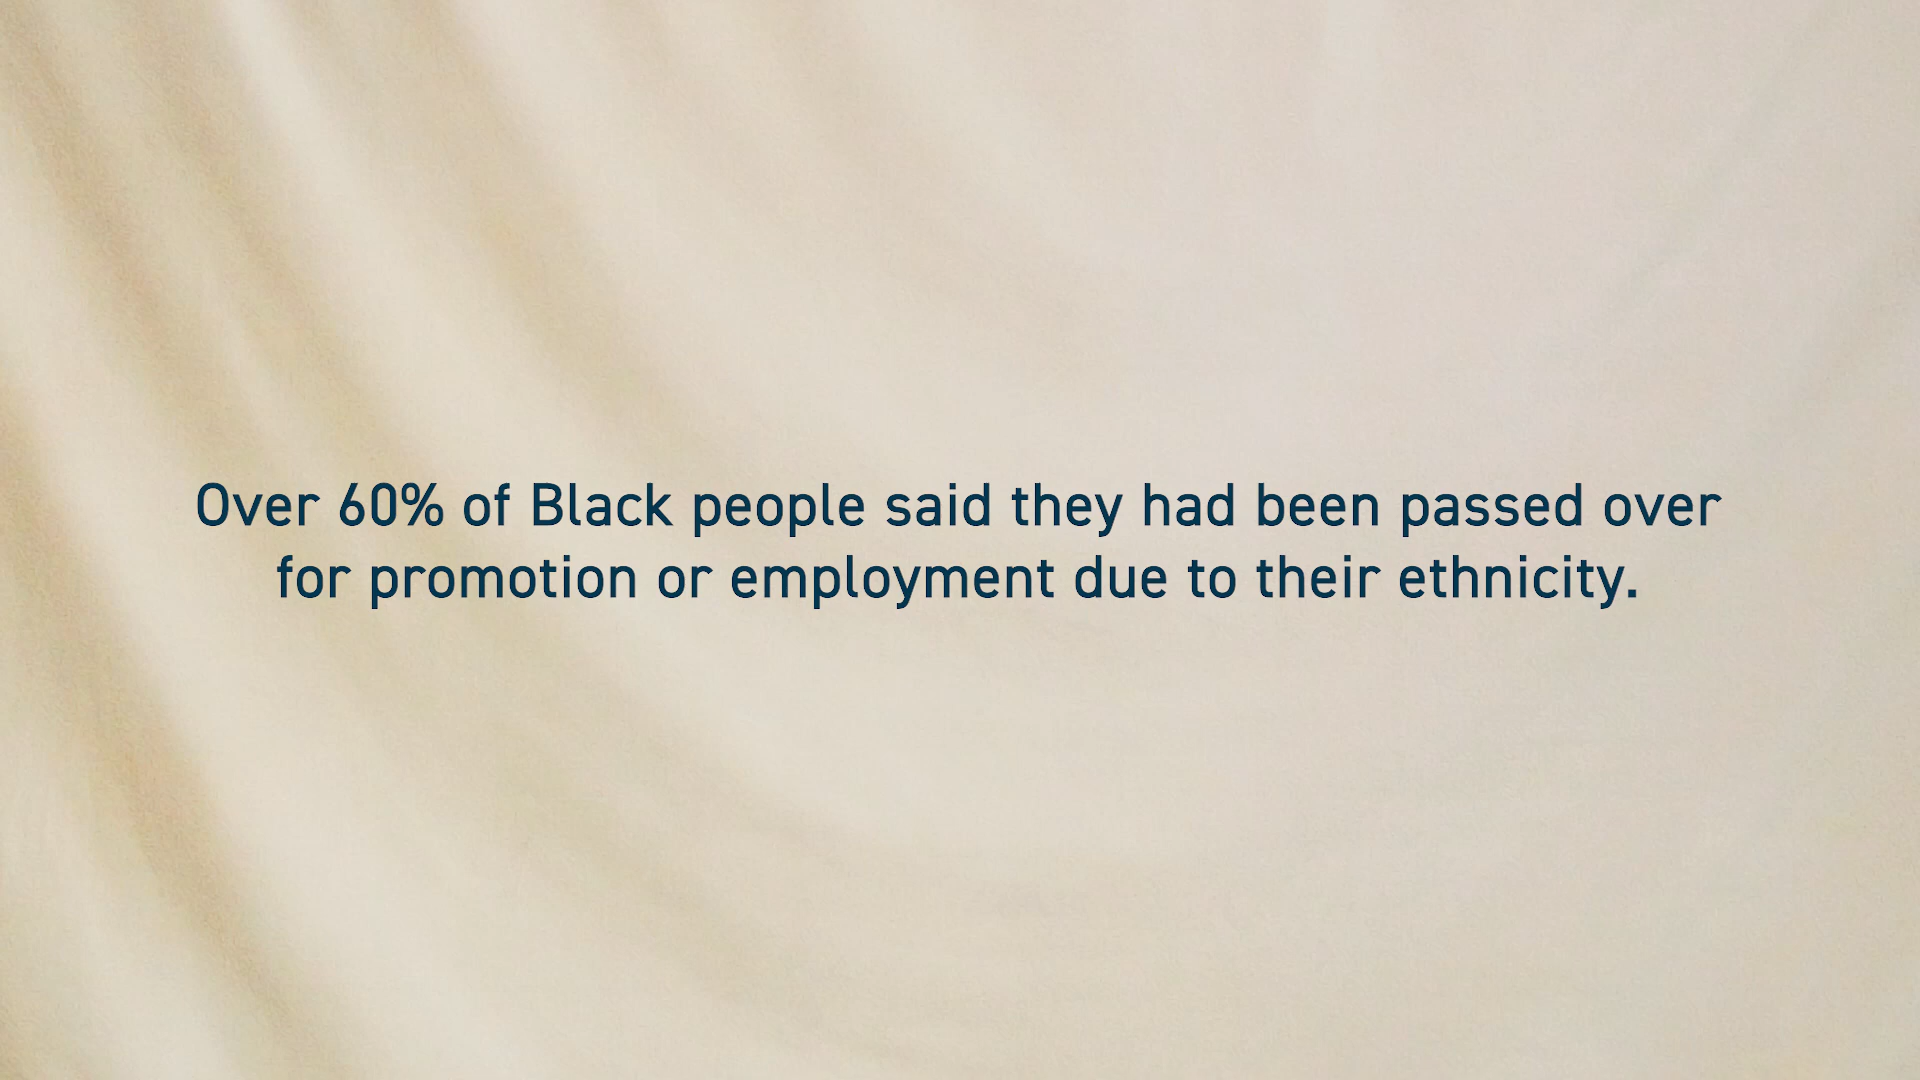 Over 60% of Black people said they had been passed over
for promotion or employment due to their ethnicity.